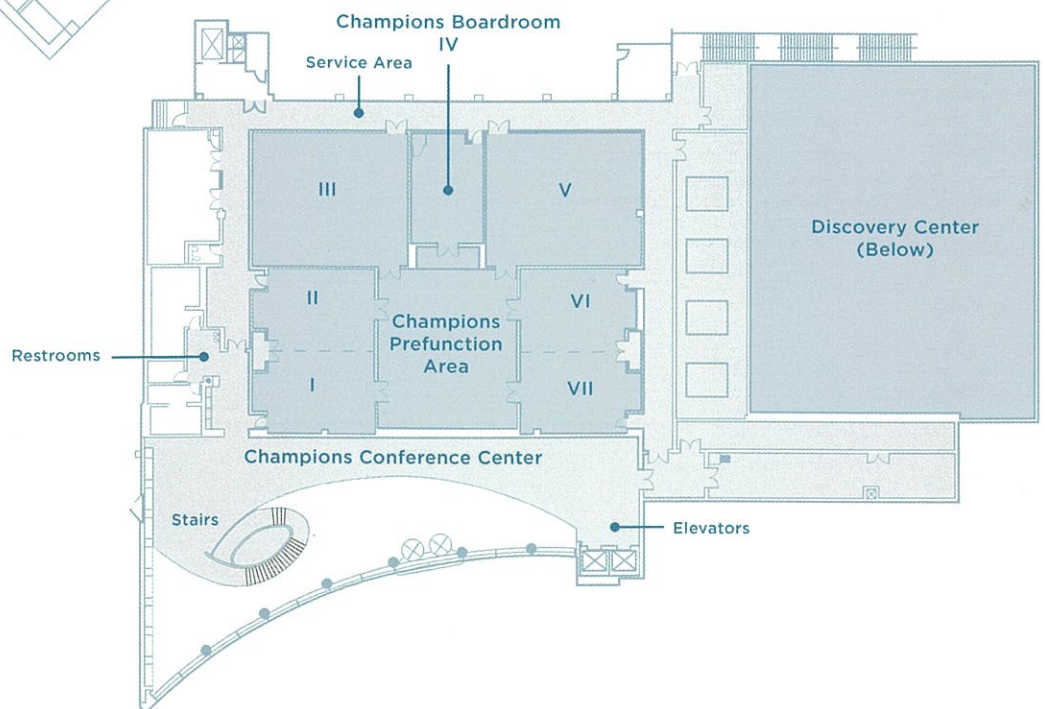 Champions Boardroom
IV
Service Area
III
V
Discovery Center
(Below)
II
VI
Champions
Prefunction
Area
Restrooms
I
VII
Champions Conference Center
Stairs
Elevators